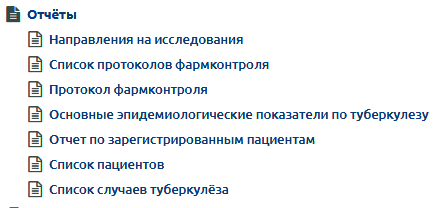 Отчёты
Направления на исследования
Список протоколов фармконтроля
Протокол фармконтроля
Основные эпидемиологические показатели по туберкулезу
Отчет по зарегистрированным пациентам
Список пациентов
Список случаев туберкулёза